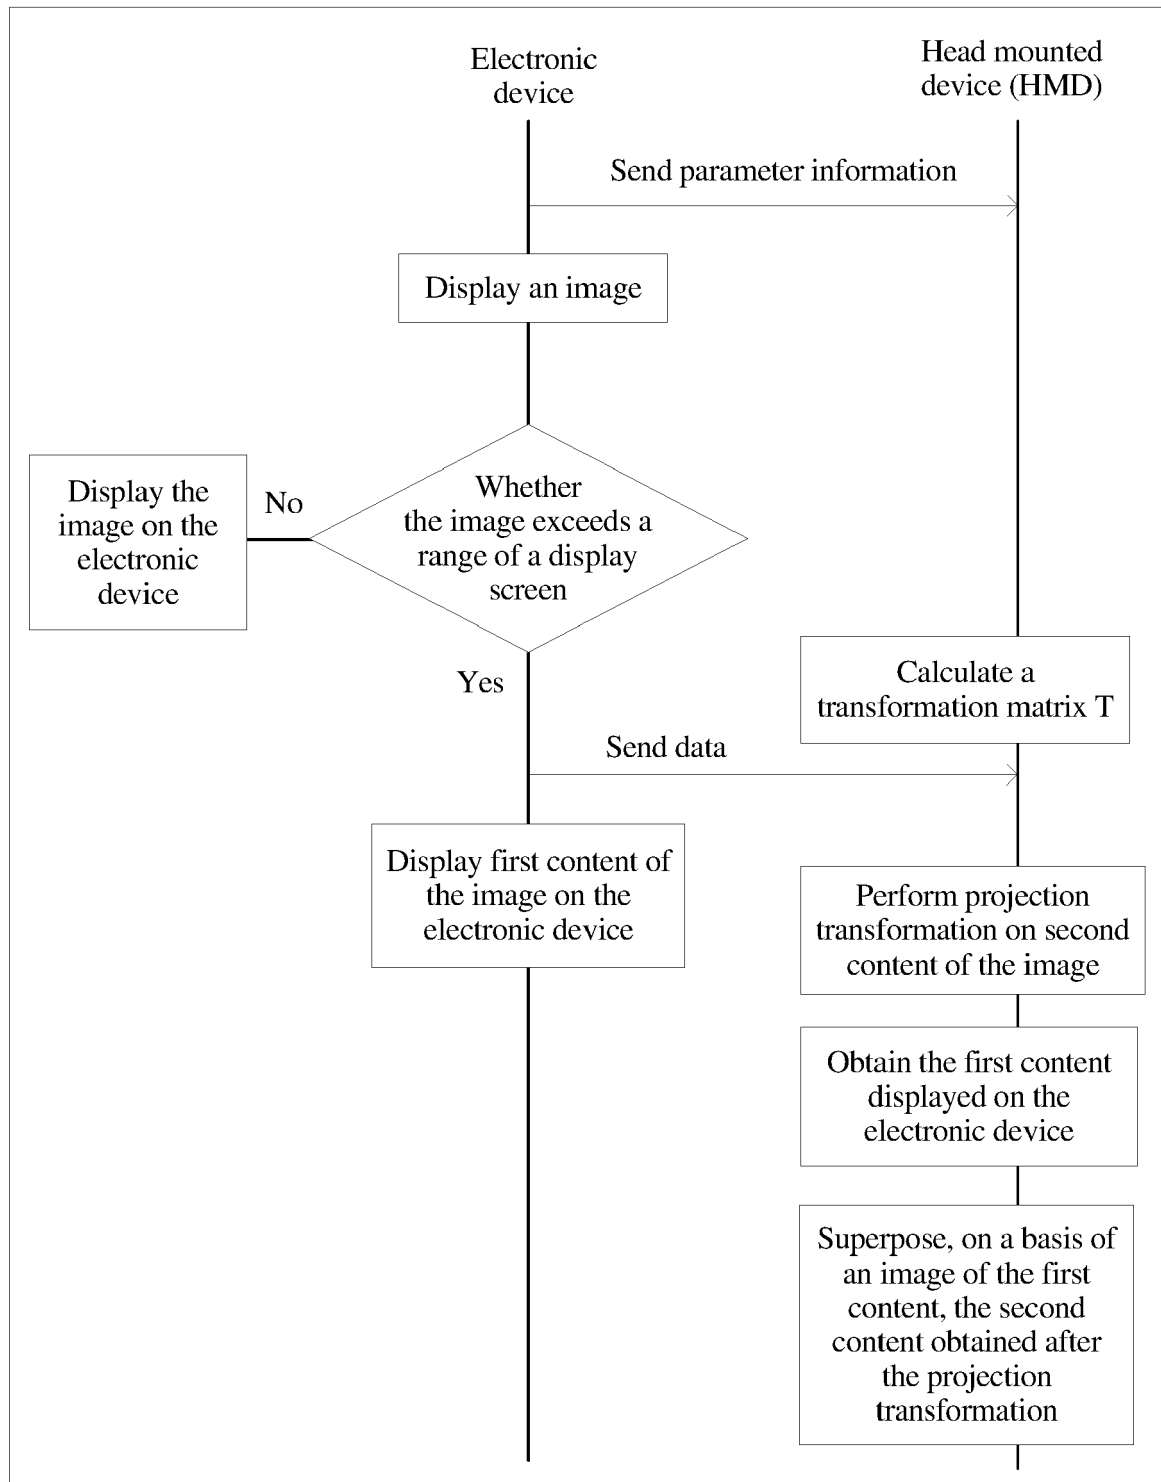 Electronic
device
Head mounted
device (HMD)
Send parameter information
Display an image
Whether
the image exceeds a
range of a display
screen
No
Display the
image on the
electronic
device
Yes
Calculate a
transformation matrix T
Send data
Display first content of
the image on the
electronic device
Perform projection
transformation on second
content of the image
Obtain the first content
displayed on the
electronic device
Superpose, on a basis of
an image of the first
content, the second
content obtained after
the projection
transformation